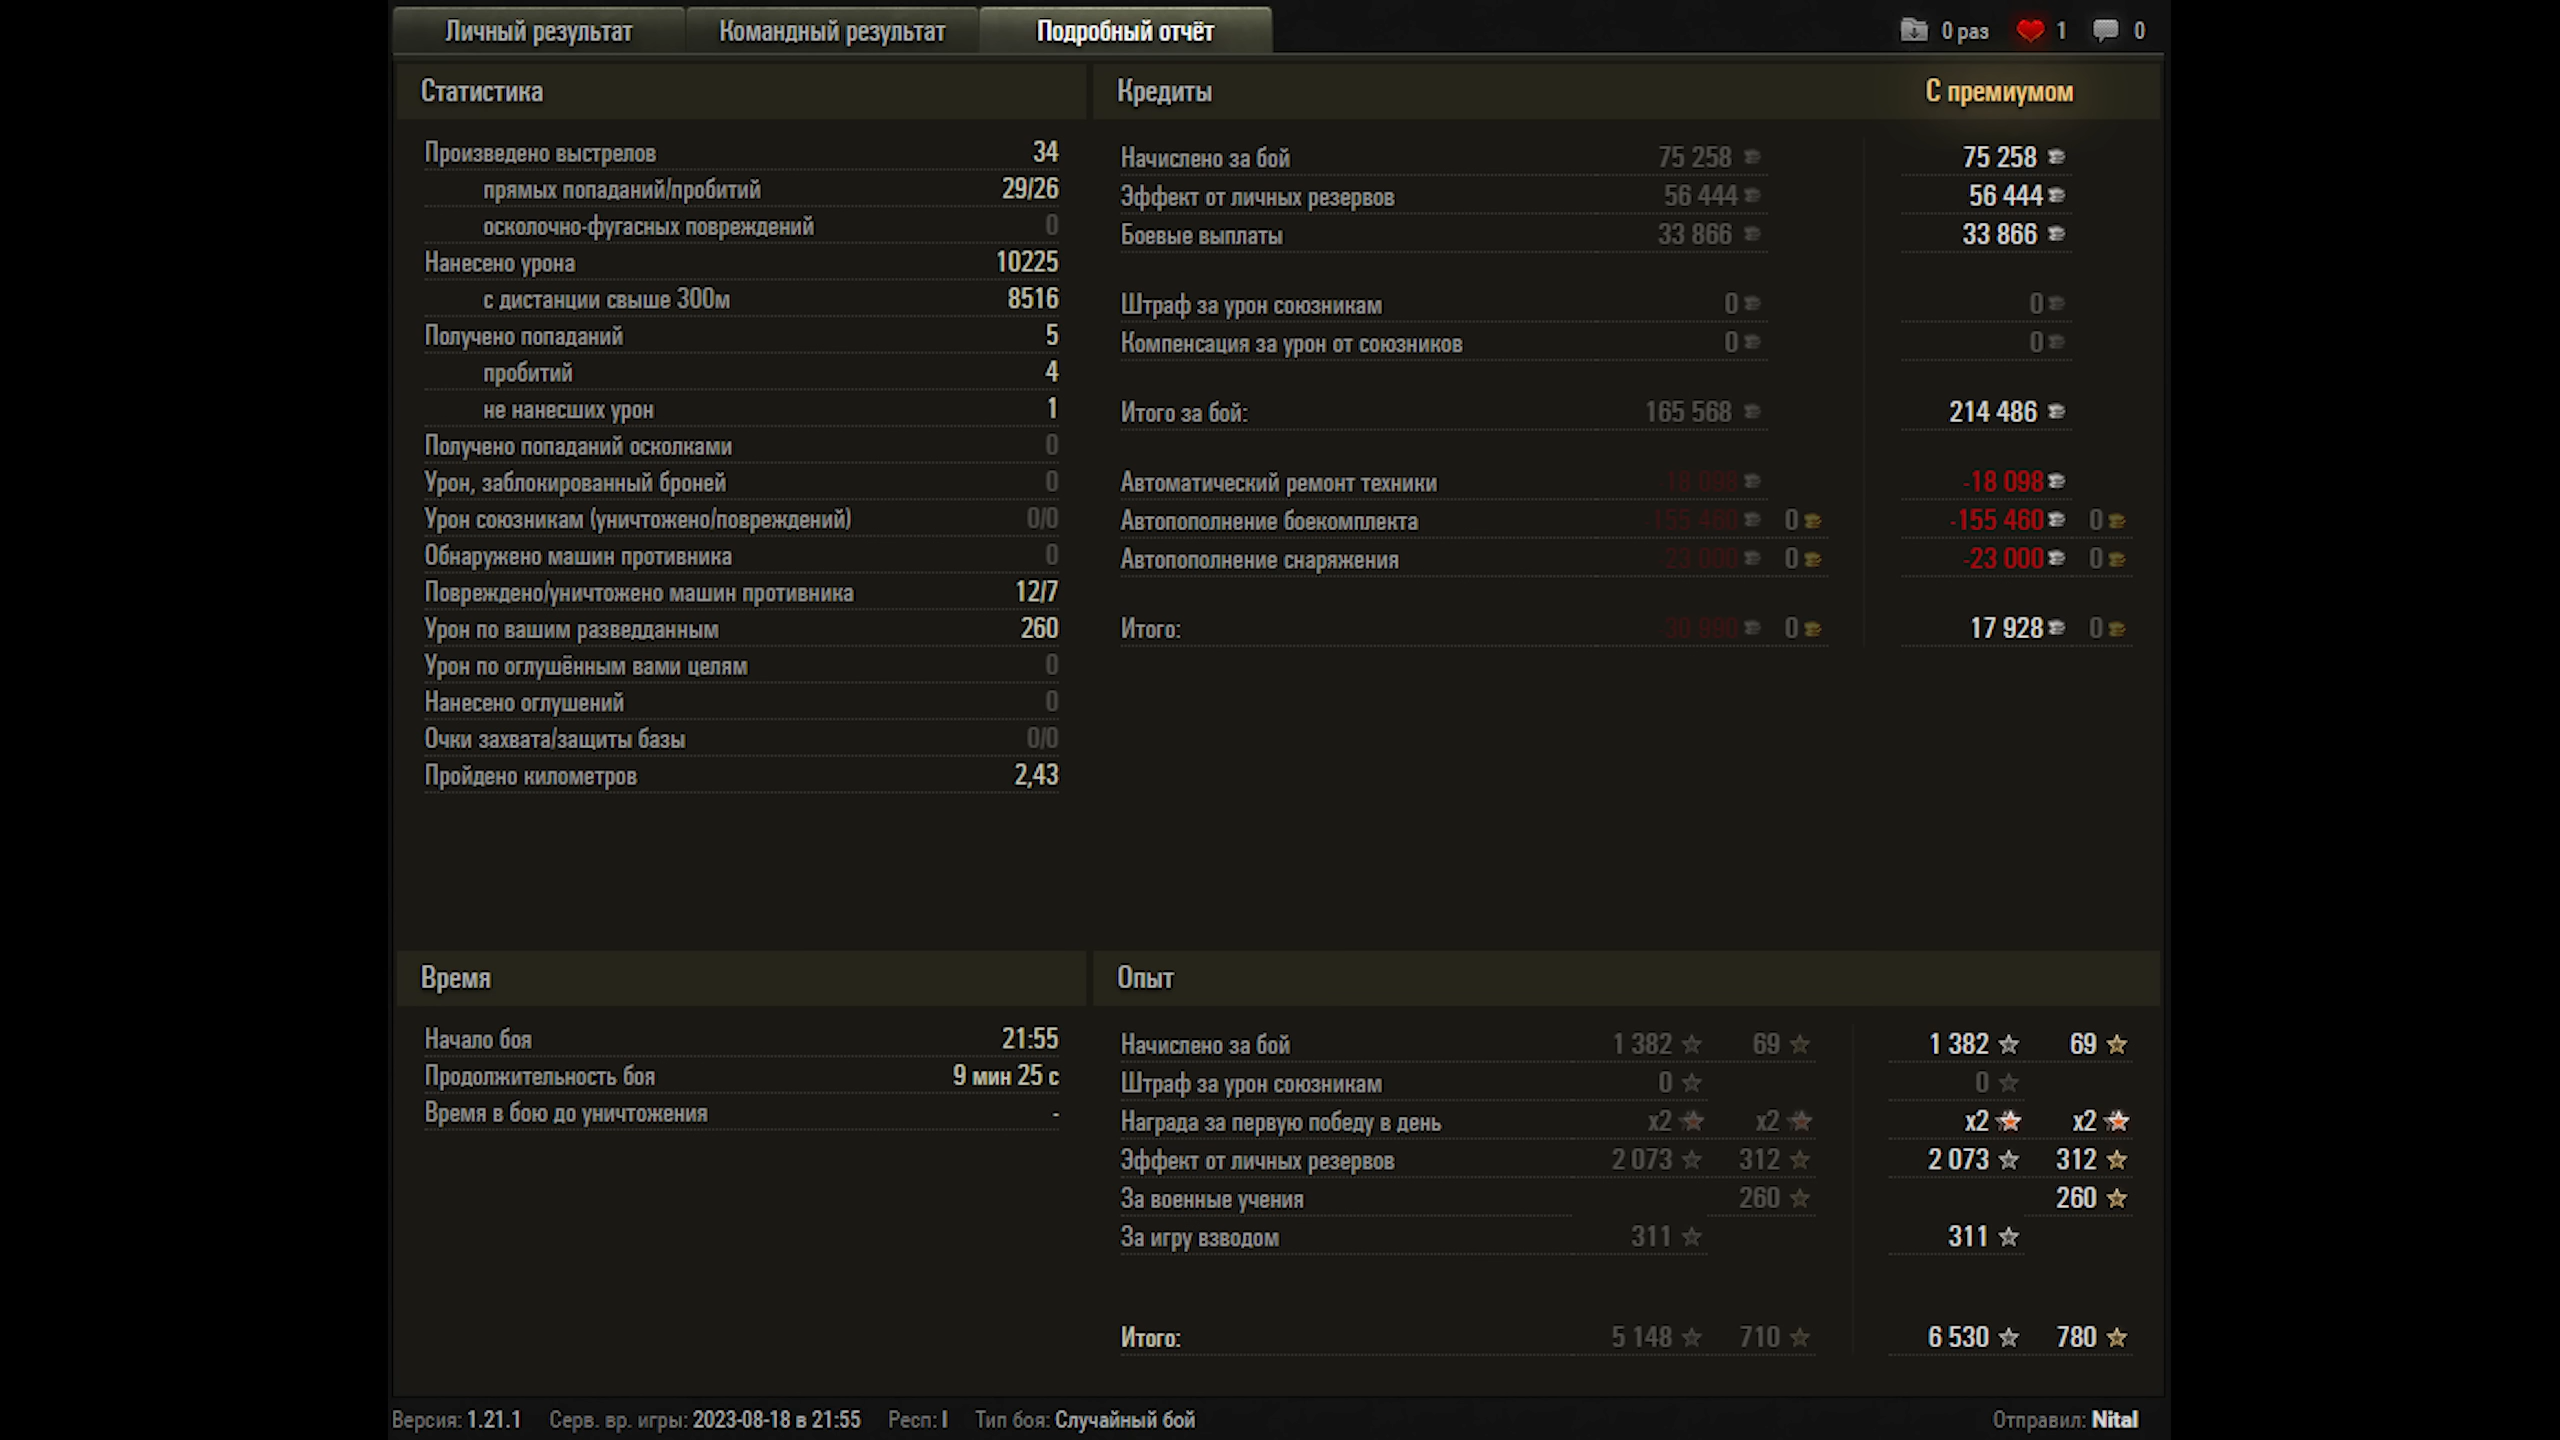 Личный результат Командный результат Подробный отчёт 0 раз 1 0
Статистика
Произведено выстрелов 34
прямых попаданий/пробитий 29/26
осколочно-фугасных повреждений 0
Нанесено урона 10225
с дистанции свыше 300м 8516
Получено попаданий 5
пробитий 4
не нанесших урон 1
Получено попаданий осколками 0
Урон, заблокированный броней 0
Урон союзникам (уничтожено/повреждений) 0/0
Обнаружено машин противника 0
Повреждено/уничтожено машин противника 12/7
Урон по вашим разведданным 260
Урон по оглушённым вами целям 0
Нанесено оглушений 0
Очки захвата/защиты базы 0/0
Пройдено километров 2,43
Кредиты С премиумом
Начислено за бой 75 258 75 258
Эффект от личных резервов 56 444 56 444
Боевые выплаты 33 866 33 866
Штраф за урон союзникам 0 0
Компенсация за урон от союзников 0 0
Итого за бой: 165 568 214 486
Автоматический ремонт техники -18 098 -18 098
Автопополнение боекомплекта -155 460 0 -155 460 0
Автопополнение снаряжения -23 000 0 -23 000 0
Итого: 0 17 928 0
Время
Начало боя 21:55
Продолжительность боя 9 мин 25 с
Время в бою до уничтожения -
Опыт
Начислено за бой 1 382 69 1 382 69
Штраф за урон союзникам 0 0
Награда за первую победу в день x2 x2 x2 x2
Эффект от личных резервов 2 073 312 2 073 312
За военные учения 260 260
За игру взводом 311 311
Итого: 5 148 710 6 530 780
Версия: 1.21.1 Серв. вр. игры: 2023-08-18 в 21:55 Респ: I Тип боя: Случайный бой Отправил: Nital